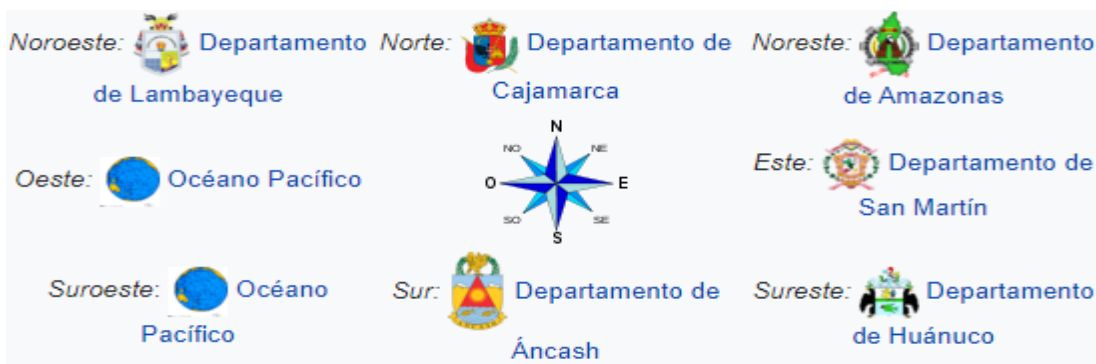 Noroeste: Departamento de Lambayeque
Norte: Departamento de Cajamarca
Noreste: Departamento de Amazonas
Oeste: Océano Pacífico
N
NO
NE
O
E
SO
SE
S
Este: Departamento de San Martín
Suroeste: Océano Pacífico
Sur: Departamento de Áncash
Sureste: Departamento de Huánuco